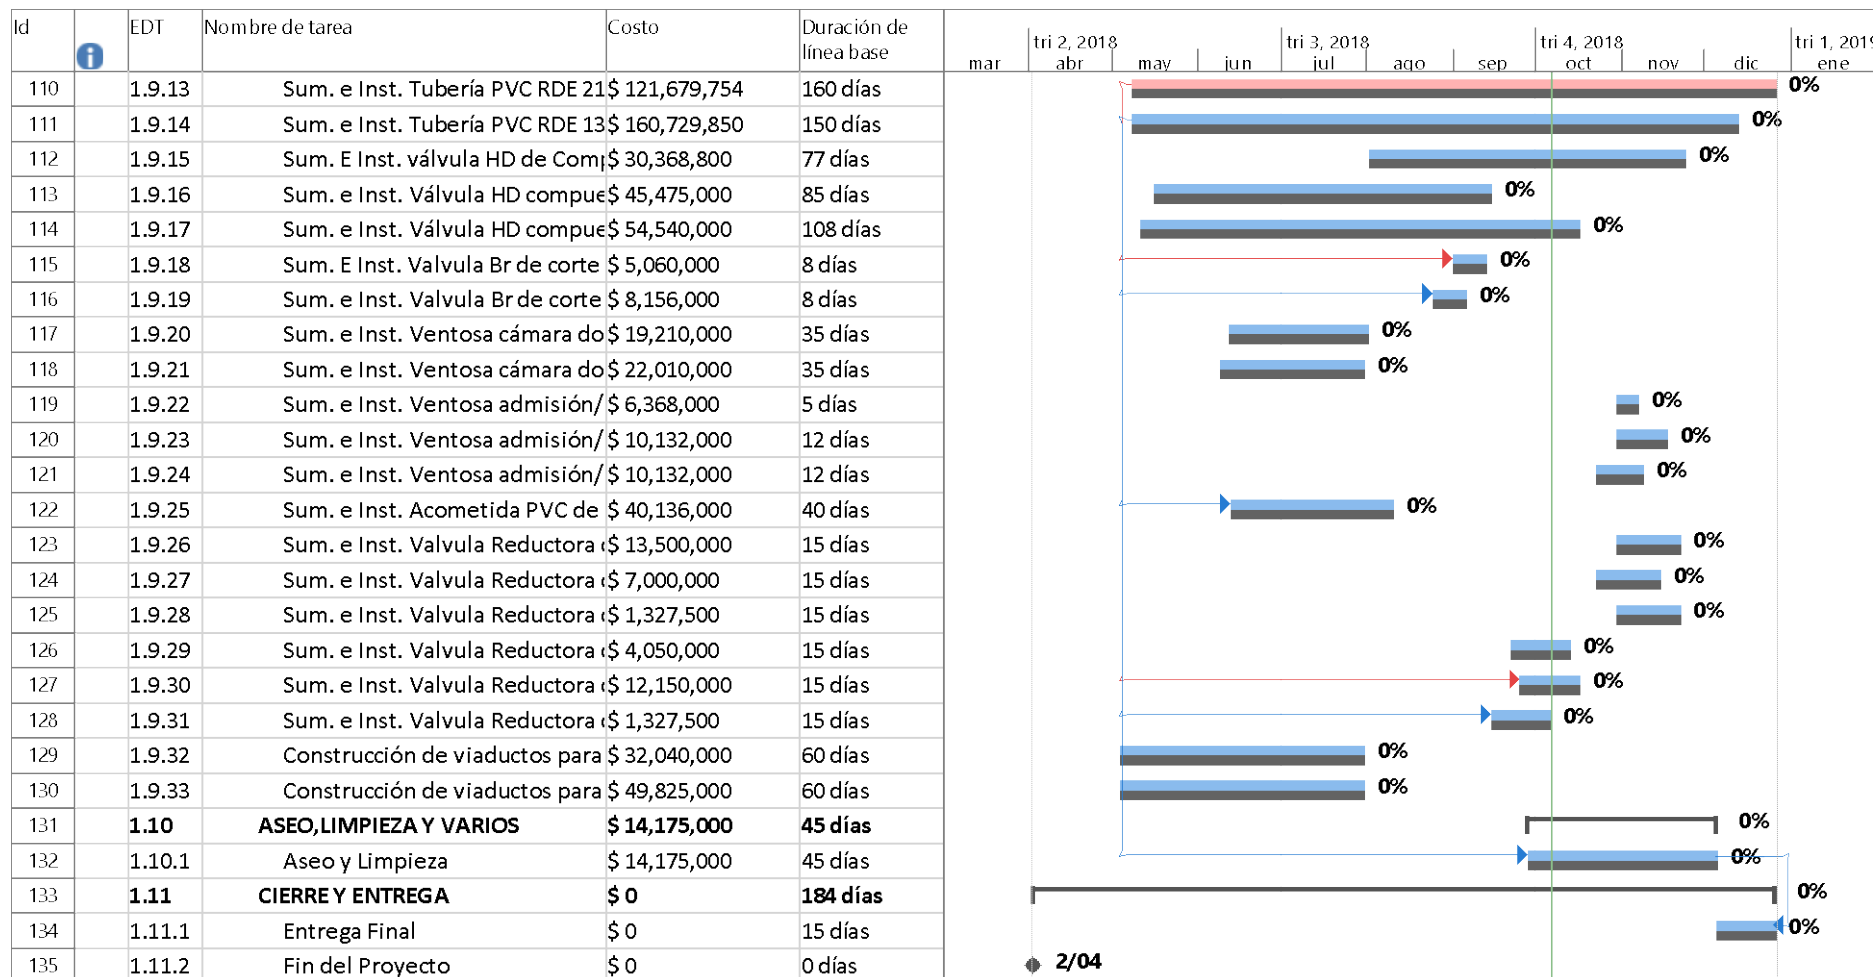 Id EDT Nombre de tarea Costo Duración de línea base
tri 2, 2018 tri 3, 2018 tri 4, 2018 tri 1, 2019
mar abr may jun jul ago sep oct nov dic ene
110 1.9.13 Sum. e Inst. Tubería PVC RDE 21 $ 121,679,754 160 días 0%
111 1.9.14 Sum. e Inst. Tubería PVC RDE 13 $ 160,729,850 150 días 0%
112 1.9.15 Sum. E Inst. válvula HD de Comp $ 30,368,800 77 días 0%
113 1.9.16 Sum. e Inst. Válvula HD compue $ 45,475,000 85 días 0%
114 1.9.17 Sum. e Inst. Válvula HD compue $ 54,540,000 108 días 0%
115 1.9.18 Sum. E Inst. Valvula Br de corte $ 5,060,000 8 días 0%
116 1.9.19 Sum. e Inst. Valvula Br de corte $ 8,156,000 8 días 0%
117 1.9.20 Sum. e Inst. Ventosa cámara do $ 19,210,000 35 días 0%
118 1.9.21 Sum. e Inst. Ventosa cámara do $ 22,010,000 35 días 0%
119 1.9.22 Sum. e Inst. Ventosa admisión/ $ 6,368,000 5 días 0%
120 1.9.23 Sum. e Inst. Ventosa admisión/ $ 10,132,000 12 días 0%
121 1.9.24 Sum. e Inst. Ventosa admisión/ $ 10,132,000 12 días 0%
122 1.9.25 Sum. e Inst. Acometida PVC de $ 40,136,000 40 días 0%
123 1.9.26 Sum. e Inst. Valvula Reductora $ 13,500,000 15 días 0%
124 1.9.27 Sum. e Inst. Valvula Reductora $ 7,000,000 15 días 0%
125 1.9.28 Sum. e Inst. Valvula Reductora $ 1,327,500 15 días 0%
126 1.9.29 Sum. e Inst. Valvula Reductora $ 4,050,000 15 días 0%
127 1.9.30 Sum. e Inst. Valvula Reductora $ 12,150,000 15 días 0%
128 1.9.31 Sum. e Inst. Valvula Reductora $ 1,327,500 15 días 0%
129 1.9.32 Construcción de viaductos para $ 32,040,000 60 días 0%
130 1.9.33 Construcción de viaductos para $ 49,825,000 60 días 0%
131 1.10 ASEO,LIMPIEZA Y VARIOS $ 14,175,000 45 días 0%
132 1.10.1 Aseo y Limpieza $ 14,175,000 45 días 0%
133 1.11 CIERRE Y ENTREGA $ 0 184 días 0%
134 1.11.1 Entrega Final $ 0 15 días 0%
135 1.11.2 Fin del Proyecto $ 0 0 días 2/04